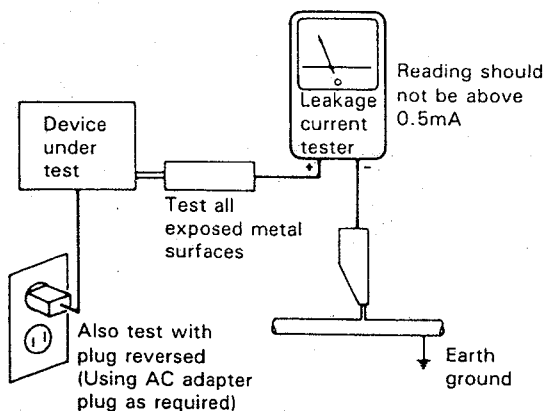 Device
under
test
Leakage
current
tester
+ -
Reading should
not be above
0.5mA
Test all
exposed metal
surfaces
Also test with
plug reversed
(Using AC adapter
plug as required)
Earth
ground